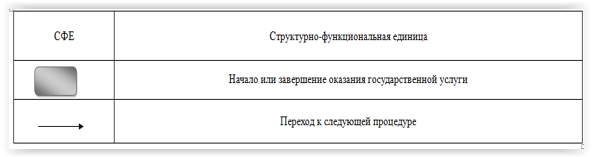 СФЕ Структурно-функциональная единица
Начало или завершение оказания государственной услуги
Переход к следующей процедуре